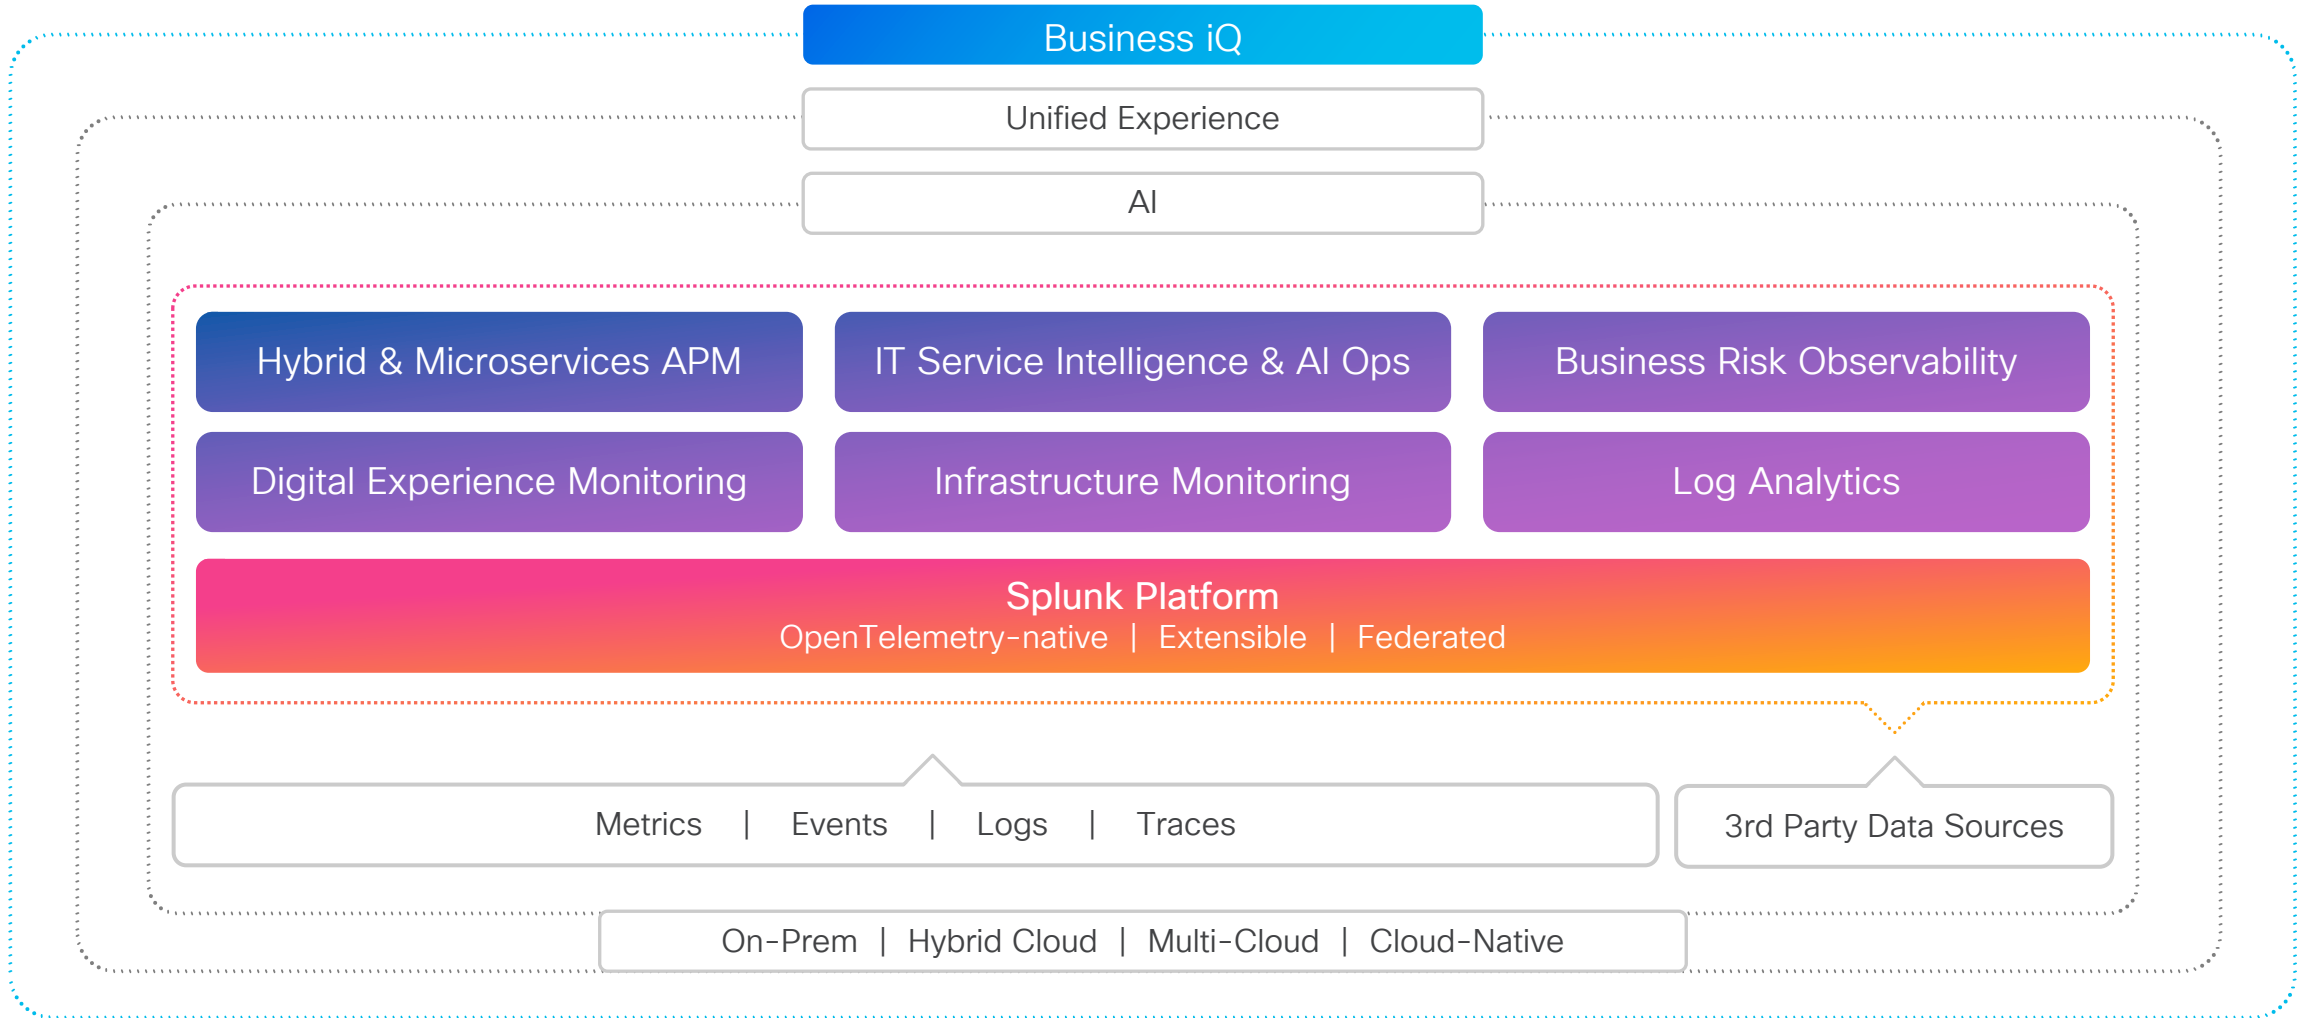 Business iQ
Unified Experience
AI
Hybrid & Microservices APM
IT Service Intelligence & AI Ops
Business Risk Observability
Digital Experience Monitoring
Infrastructure Monitoring
Log Analytics
Splunk Platform
OpenTelemetry-native | Extensible | Federated
Metrics | Events | Logs | Traces
3rd Party Data Sources
On-Prem | Hybrid Cloud | Multi-Cloud | Cloud-Native